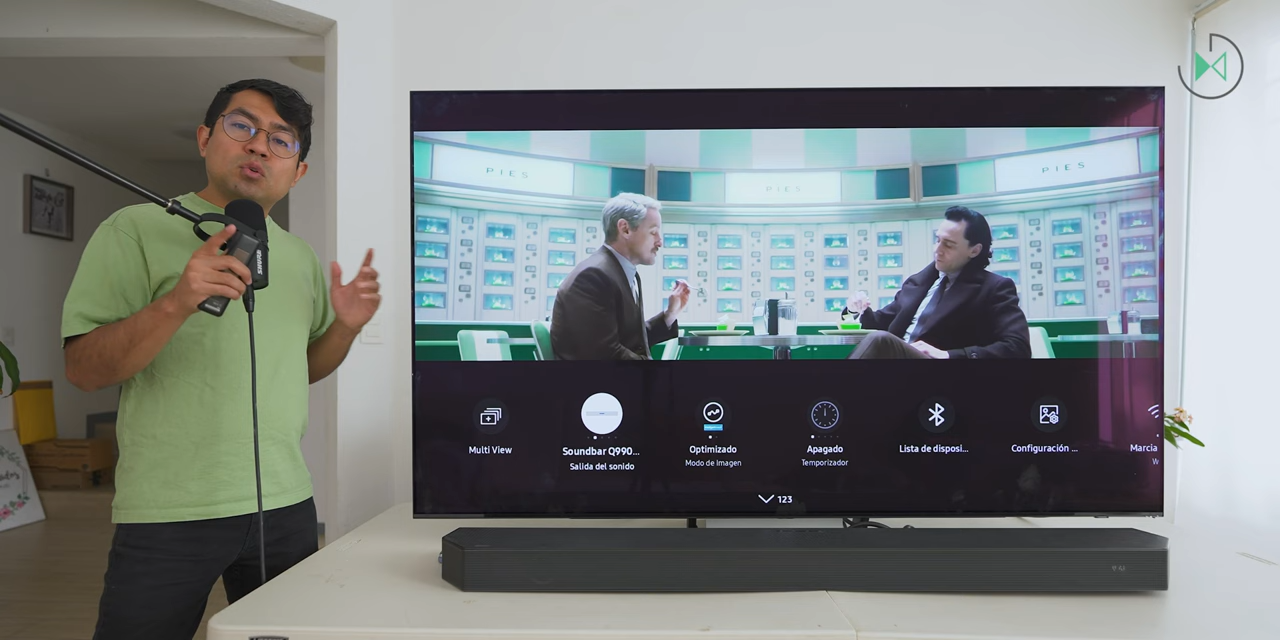 PIES
PIES
PIES
SHURE
Multi View
Soundbar Q990...
Salida del sonido
Optimizado
Modo de imagen
Apagado
Temporizador
Lista de disposi...
Configuración ...
Marcia
123